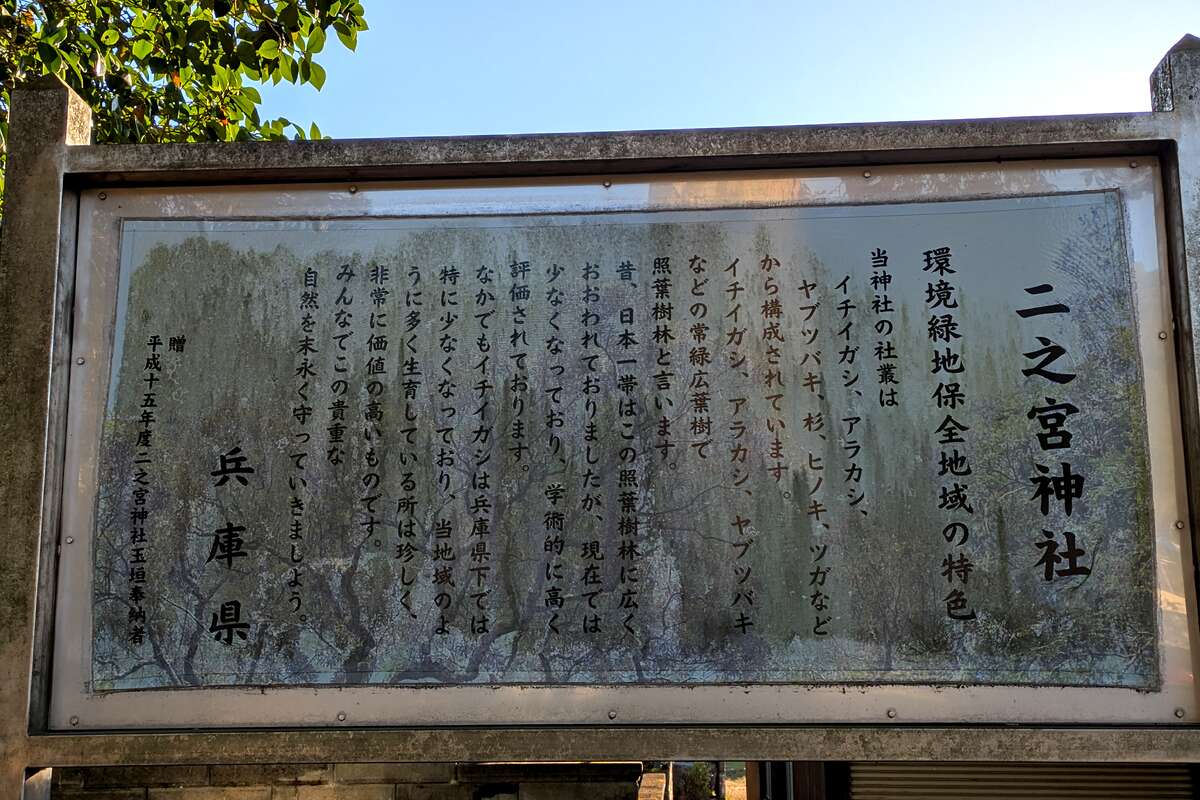 二之宮神社
環境緑地保全地域の特色
当神社の社叢は
イチイガシ、アラカシ、
ヤブツバキ、杉、ヒノキ、ツガなど
から構成されています。
イチイガシ、アラカシ、ヤブツバキ
などの常緑広葉樹で
照葉樹林と言います。
昔、日本一帯はこの照葉樹林に広く
おおわれておりましたが、現在では
少なくなっており、学術的に高く
評価されております。
なかでもイチイガシは兵庫県下では
特に少なくなっており、当地域のよ
うに多く生育している所は珍しく、
非常に価値の高いものです。
みんなでこの貴重な
自然を末永く守っていきましよう。
兵庫県
贈
平成十五年度二之宮神社玉垣奉納者